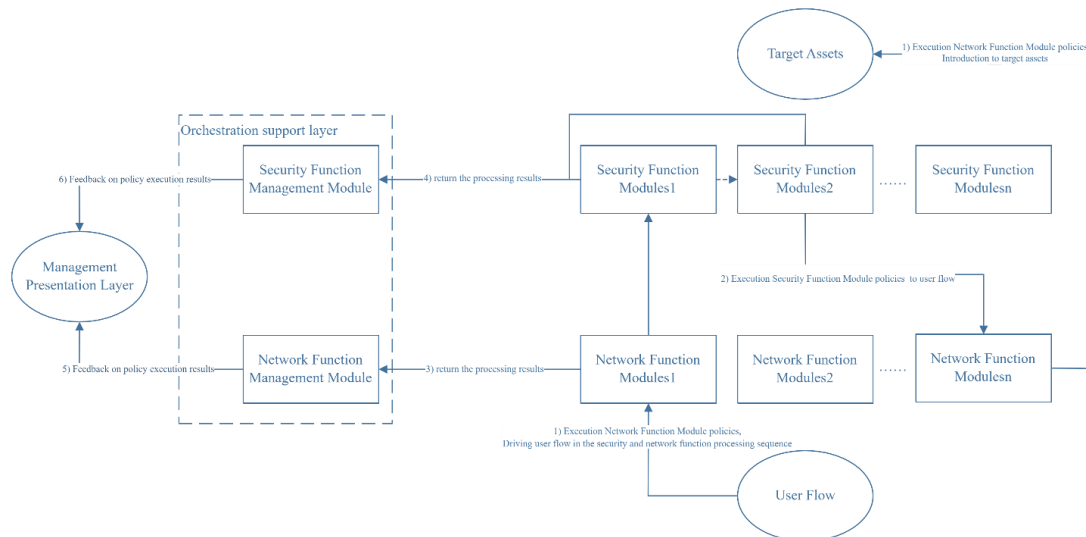 Target Assets
1) Execution Network Function Module policies
Introduction to target assets
Orchestration support layer
Security Function
Management Module
Security Function
Modules1
Security Function
Modules2
……
Security Function
Modulesn
6) Feedback on policy execution results
4) return the processing results
Management
Presentation Layer
2) Execution Security Function Module policies to user flow
Network Function
Management Module
Network Function
Modules1
Network Function
Modules2
……
Network Function
Modulesn
5) Feedback on policy execution results
3) return the processing results
1) Execution Network Function Module policies,
Driving user flow in the security and network function processing sequence
User Flow